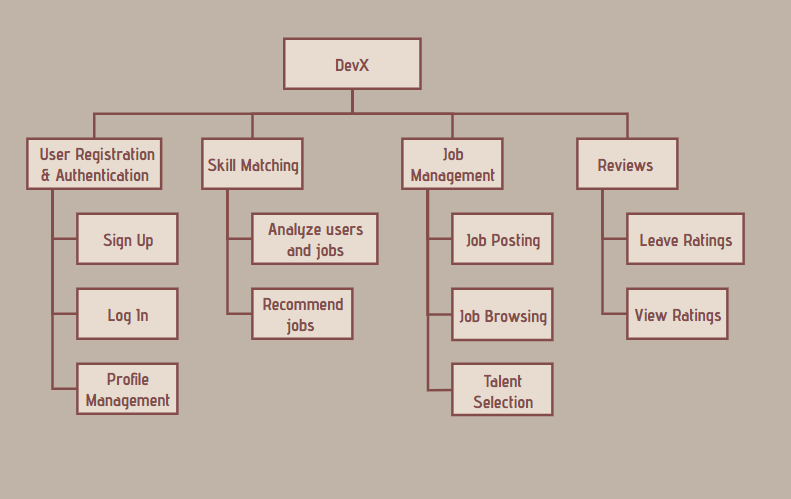 DevX
User Registration
& Authentication
Skill Matching
Job
Management
Reviews
Sign Up
Analyze users
and jobs
Job Posting
Leave Ratings
Log In
Recommend
jobs
Job Browsing
View Ratings
Profile
Management
Talent
Selection